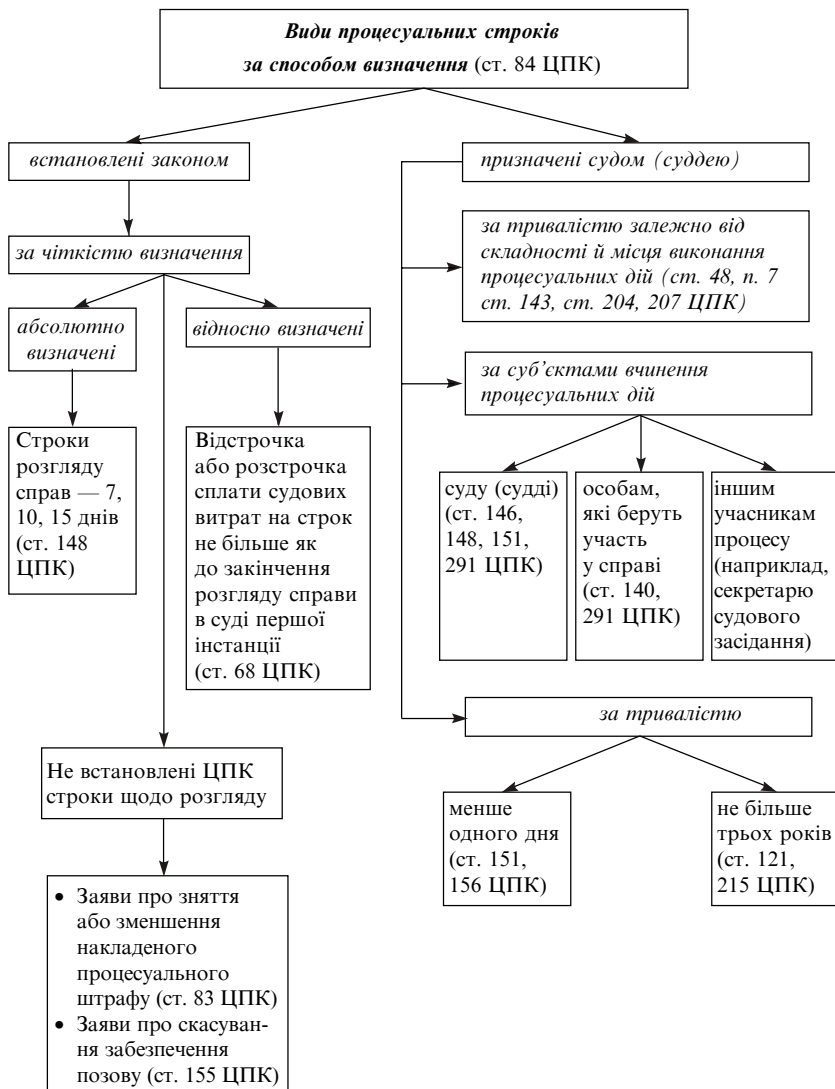 Види процесуальних строків
за способом визначення (ст. 84 ЦПК)
встановлені законом
за чіткістю визначення
абсолютно
визначені
відносно визначені
Строки
розгляду
справ — 7,
10, 15 днів
(ст. 148
ЦПК)
Відстрочка
або розстрочка
сплати судових
витрат на строк
не більше як
до закінчення
розгляду справи
в суді першої
інстанції
(ст. 68 ЦПК)
Не встановлені ЦПК
строки щодо розгляду
• Заяви про зняття
або зменшення
накладеного
процесуального
штрафу (ст. 83 ЦПК)
• Заяви про скасуван-
ня забезпечення
позову (ст. 155 ЦПК)
призначені судом (суддею)
за тривалістю залежно від
складності й місця виконання
процесуальних дій (ст. 48, п. 7
ст. 143, ст. 204, 207 ЦПК)
за суб’єктами вчинення
процесуальних дій
суду (судді)
(ст. 146,
148, 151,
291 ЦПК)
особам,
які беруть
участь
у справі
(ст. 140,
291 ЦПК)
іншим
учасникам
процесу
(наприклад,
секретарю
судового
засідання)
за тривалістю
менше
одного дня
(ст. 151,
156 ЦПК)
не більше
трьох років
(ст. 121,
215 ЦПК)